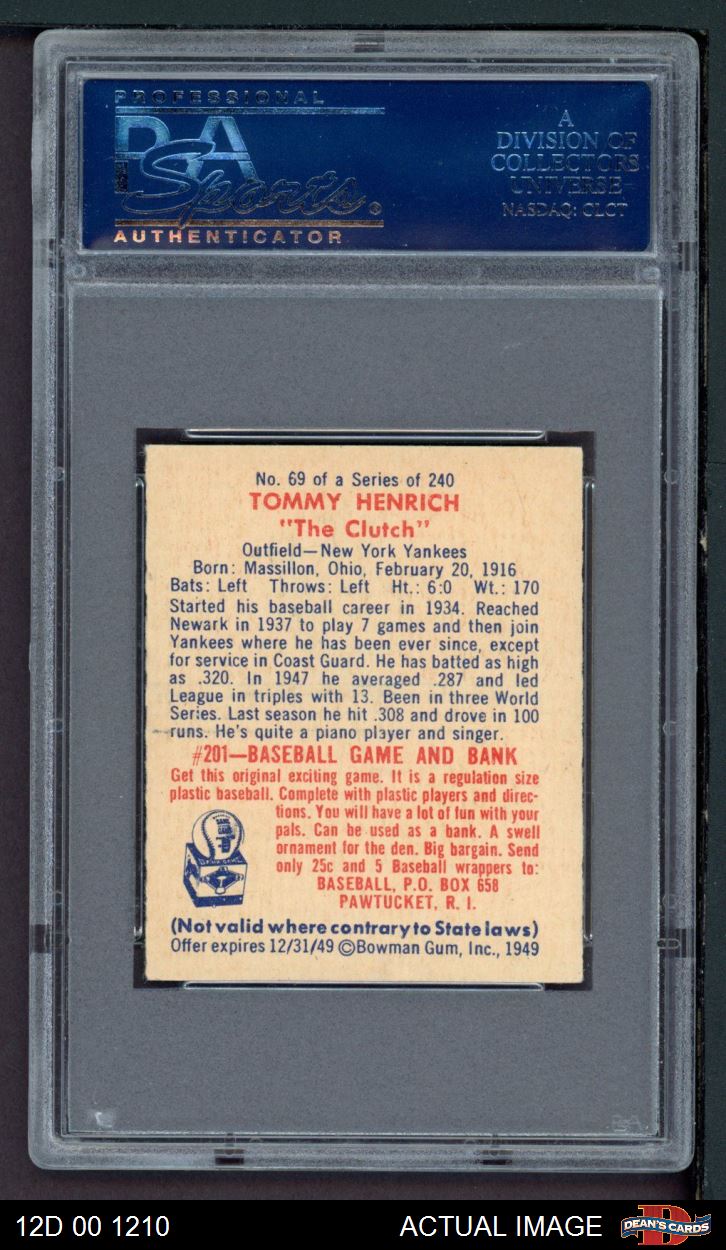 PROFESSIONAL
PSA
Sports
AUTHENTICATOR
A
DIVISION OF
COLLECTORS
UNIVERSE
NASDAQ: CLCT
No. 69 of a Series of 240
TOMMY HENRICH
"The Clutch"
Outfield—New York Yankees
Born: Massillon, Ohio, February 20, 1916
Bats: Left Throws: Left Ht.: 6:0 Wt.: 170
Started his baseball career in 1934. Reached
Newark in 1937 to play 7 games and then join
Yankees where he has been ever since, except
for service in Coast Guard. He has batted as high
as .320. In 1947 he averaged .287 and led
League in triples with 13. Been in three World
Series. Last season he hit .308 and drove in 100
runs. He's quite a piano player and singer.
#201—BASEBALL GAME AND BANK
Get this original exciting game. It is a regulation size
plastic baseball. Complete with plastic players and direc-
tions. You will have a lot of fun with your
pals. Can be used as a bank. A swell
ornament for the den. Big bargain. Send
only 25c and 5 Baseball wrappers to:
BASEBALL, P.O. BOX 658
PAWTUCKET, R. I.
(Not valid where contrary to State laws)
Offer expires 12/31/49 ©Bowman Gum, Inc., 1949
PSA
12D 00 1210
ACTUAL IMAGE
DEAN'S CARDS